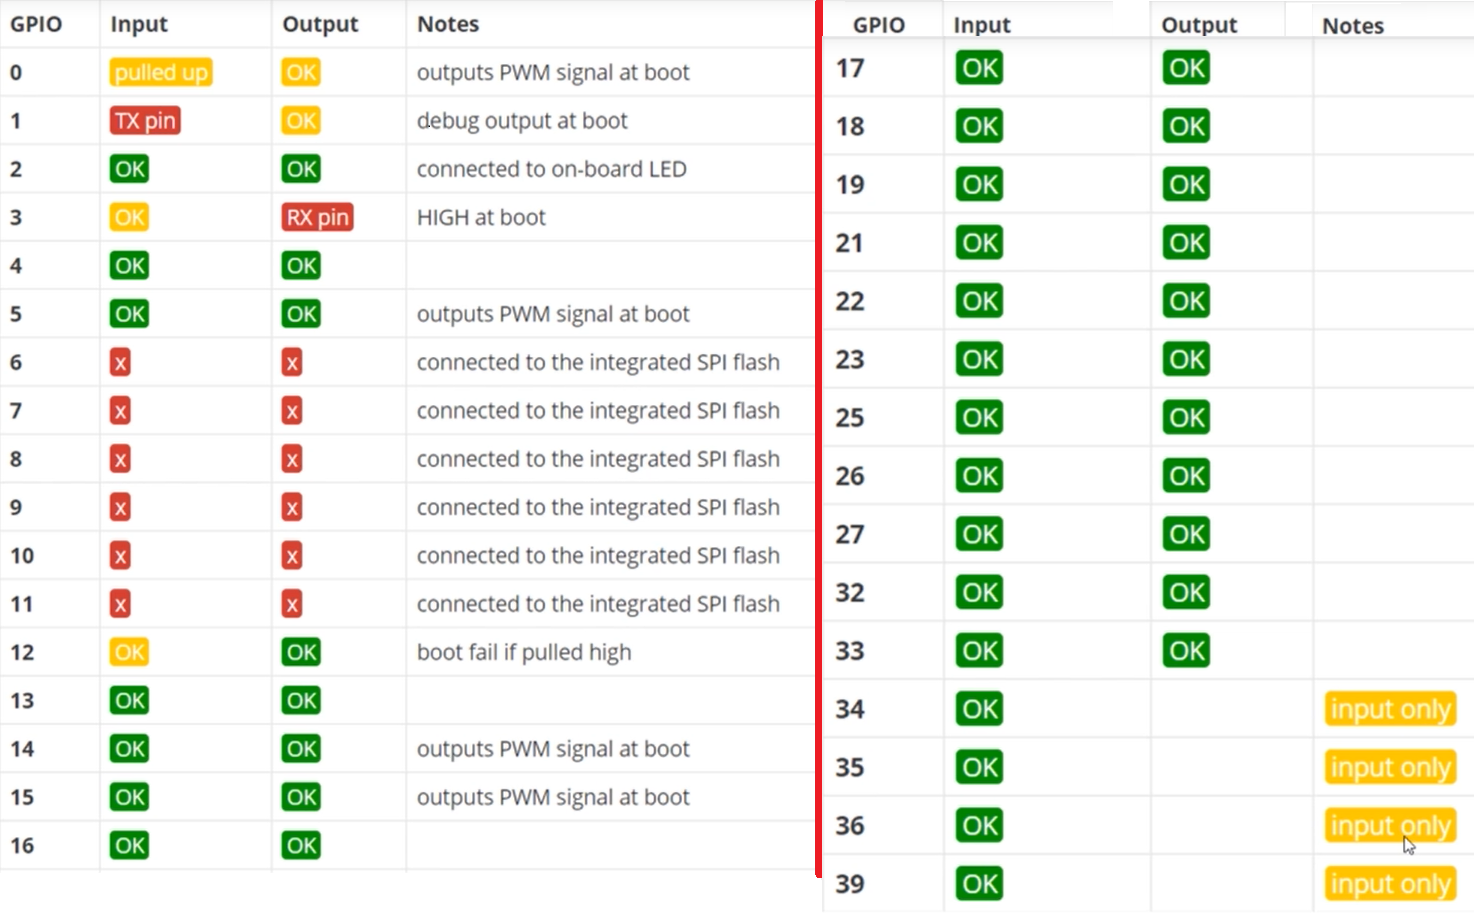 GPIO Input Output Notes
0 pulled up OK outputs PWM signal at boot
1 TX pin OK debug output at boot
2 OK OK connected to on-board LED
3 OK RX pin HIGH at boot
4 OK OK
5 OK OK outputs PWM signal at boot
6 x x connected to the integrated SPI flash
7 x x connected to the integrated SPI flash
8 x x connected to the integrated SPI flash
9 x x connected to the integrated SPI flash
10 x x connected to the integrated SPI flash
11 x x connected to the integrated SPI flash
12 OK OK boot fail if pulled high
13 OK OK
14 OK OK outputs PWM signal at boot
15 OK OK outputs PWM signal at boot
16 OK OK
GPIO Input Output Notes
17 OK OK
18 OK OK
19 OK OK
21 OK OK
22 OK OK
23 OK OK
25 OK OK
26 OK OK
27 OK OK
32 OK OK
33 OK OK
34 OK input only
35 OK input only
36 OK input only
39 OK input only